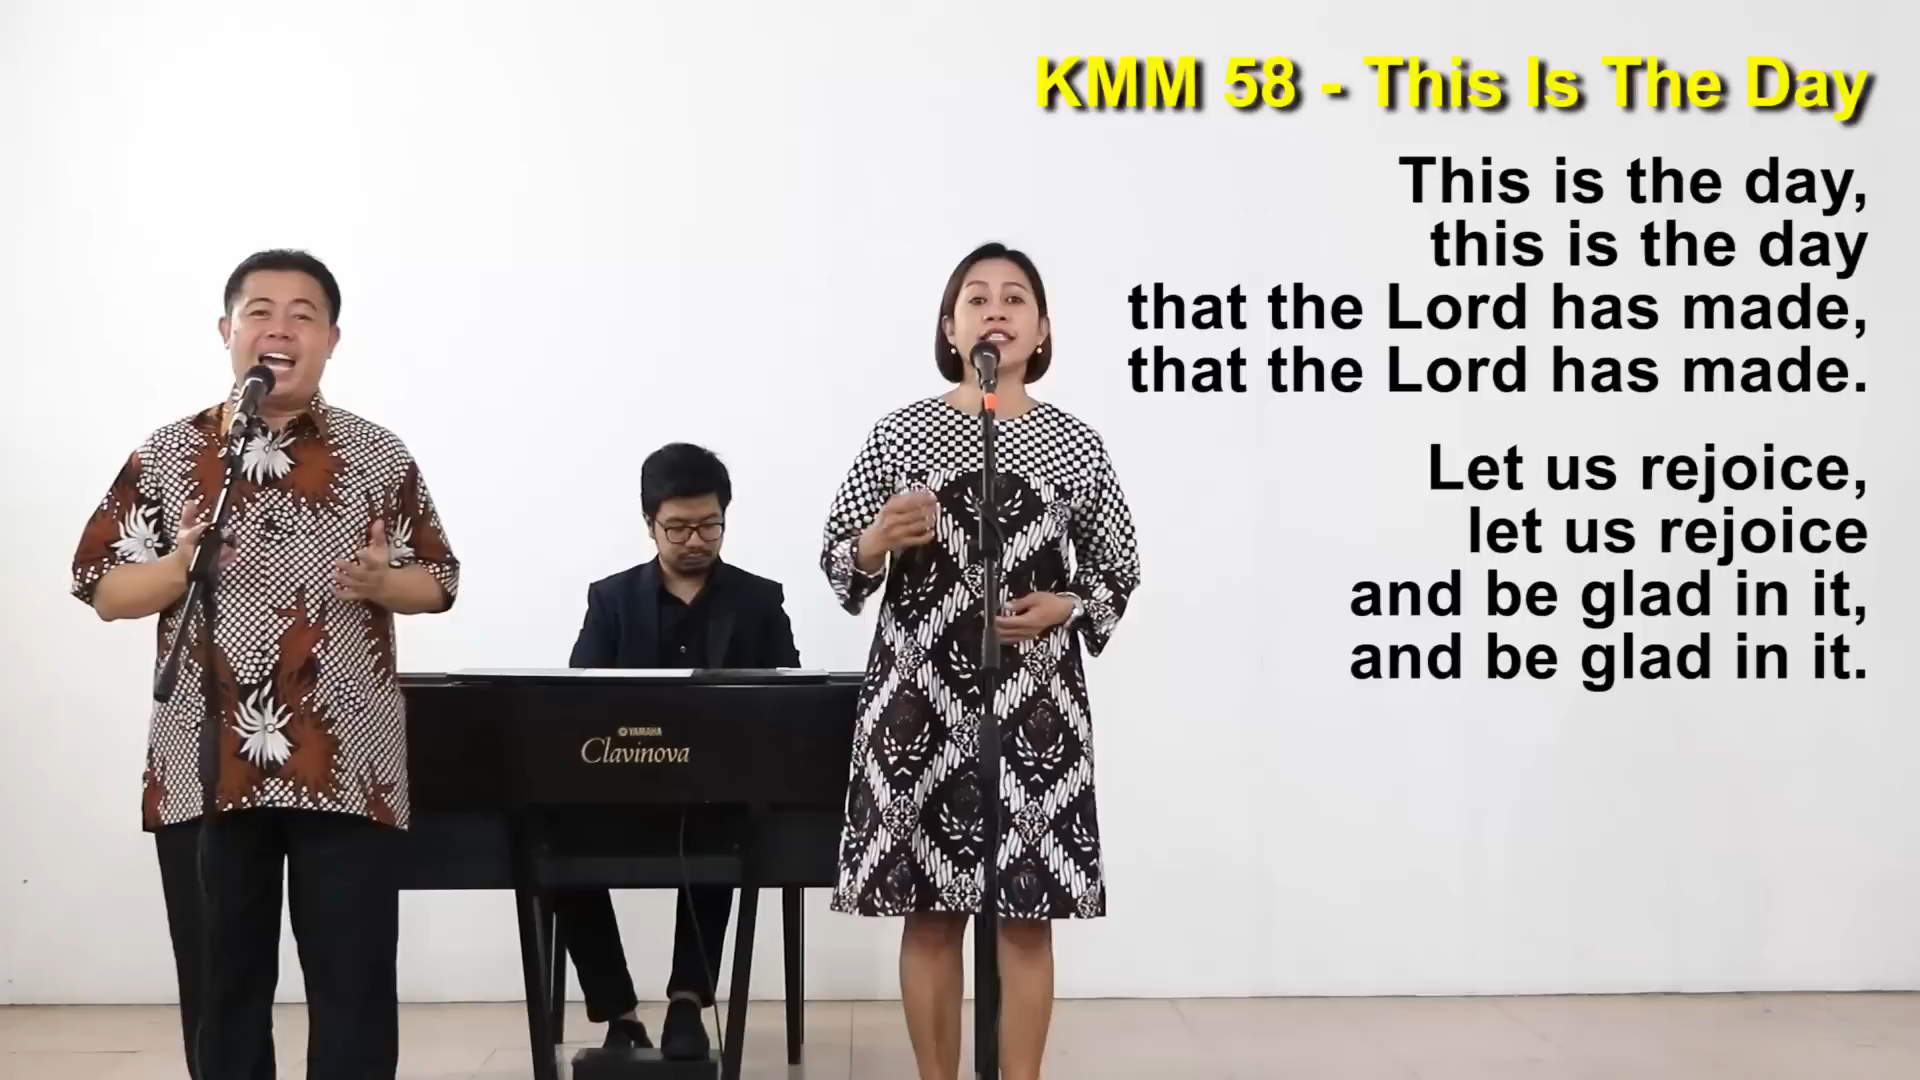 KMM 58 - This Is The Day
This is the day,
this is the day
that the Lord has made,
that the Lord has made.
Let us rejoice,
let us rejoice
and be glad in it,
and be glad in it.
YAMAHA
Clavinova